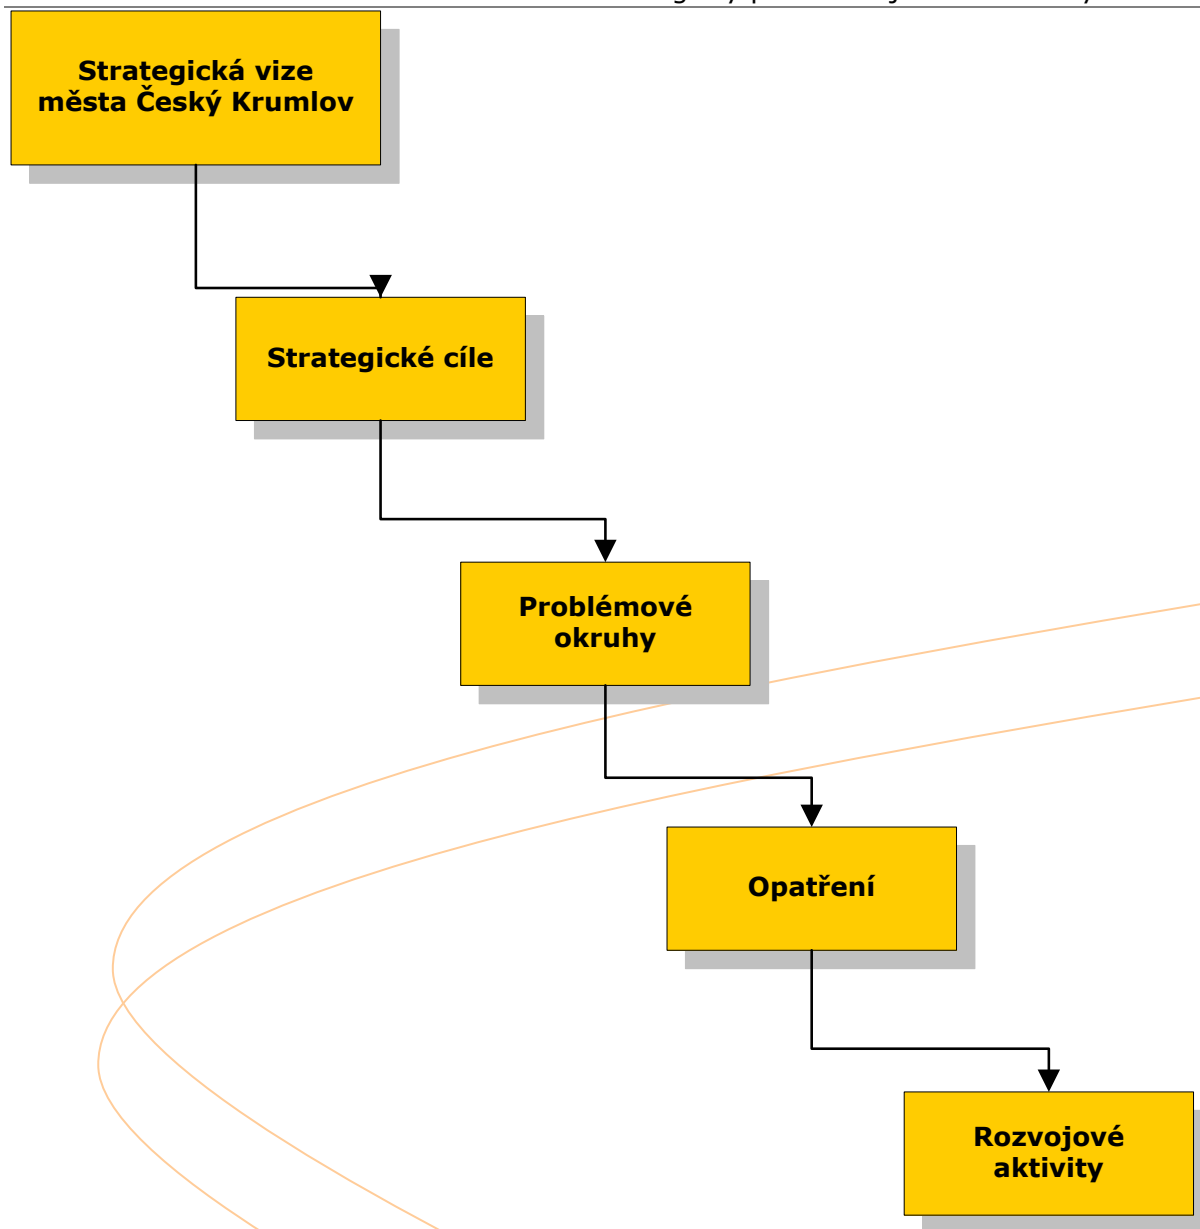 Strategická vize
města Český Krumlov
Strategické cíle
Problémové
okruhy
Opatření
Rozvojové
aktivity